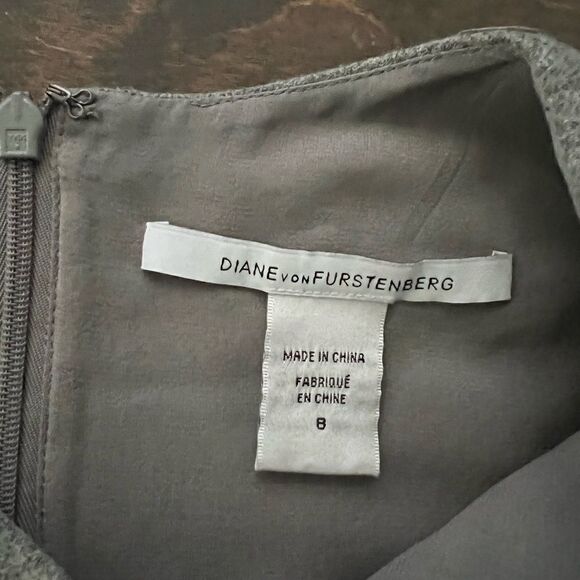 DIANE VON FURSTENBERG
MADE IN CHINA
FABRIQUÉ
EN CHINE
8